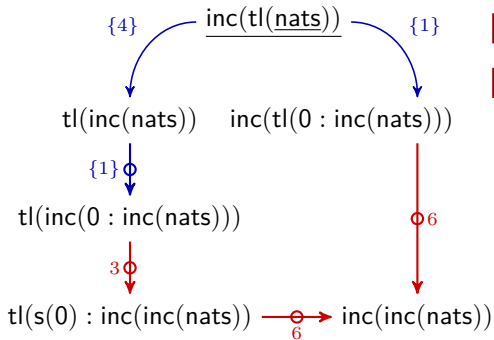 {4} inc(tl(nats)) {1}
tl(inc(nats)) inc(tl(0 : inc(nats)))
{1}
tl(inc(0 : inc(nats))) 6
3
tl(s(0) : inc(inc(nats)) inc(inc(nats))
6